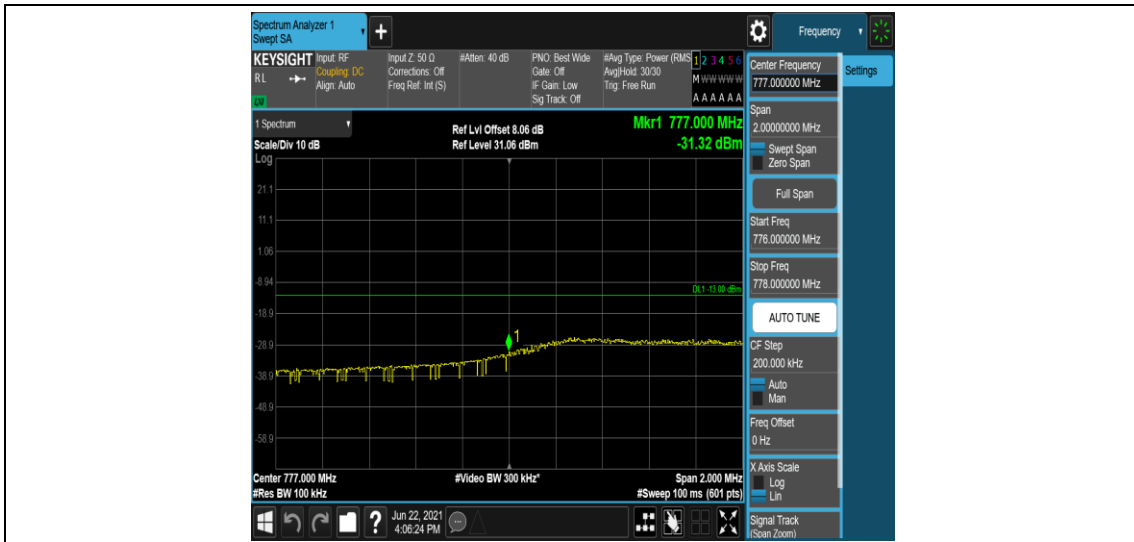 Spectrum Analyzer 1
Swept SA
+
Frequency
KEYSIGHT
RL
LXI
Input: RF
Coupling: DC
Align: Auto
Input Z: 50 Ω
Corrections: Off
Freq Ref: Int (S)
#Atten: 40 dB
PNO: Best Wide
Gate: Off
IF Gain: Low
Sig Track: Off
#Avg Type: Power (RMS
Avg|Hold: 30/30
Trig: Free Run
1 2 3 4 5 6
M W W W W W
A A A A A A
1 Spectrum
Scale/Div 10 dB
Ref Lvl Offset 8.06 dB
Ref Level 31.06 dBm
Mkr1 777.000 MHz
-31.32 dBm
Log
21.1
11.1
1.06
-8.94
DL1 -13.00 dBm
-18.9
1
-28.9
-38.9
-48.9
-58.9
Center 777.000 MHz
#Video BW 300 kHz*
Span 2.000 MHz
#Res BW 100 kHz
#Sweep 100 ms (601 pts)
?
Jun 22, 2021
4:06:24 PM
Center Frequency
777.000000 MHz
Settings
Span
2.00000000 MHz
Swept Span
Zero Span
Full Span
Start Freq
776.000000 MHz
Stop Freq
778.000000 MHz
AUTO TUNE
CF Step
200.000 kHz
Auto
Man
Freq Offset
0 Hz
X Axis Scale
Log
Lin
Signal Track
(Span Zoom)